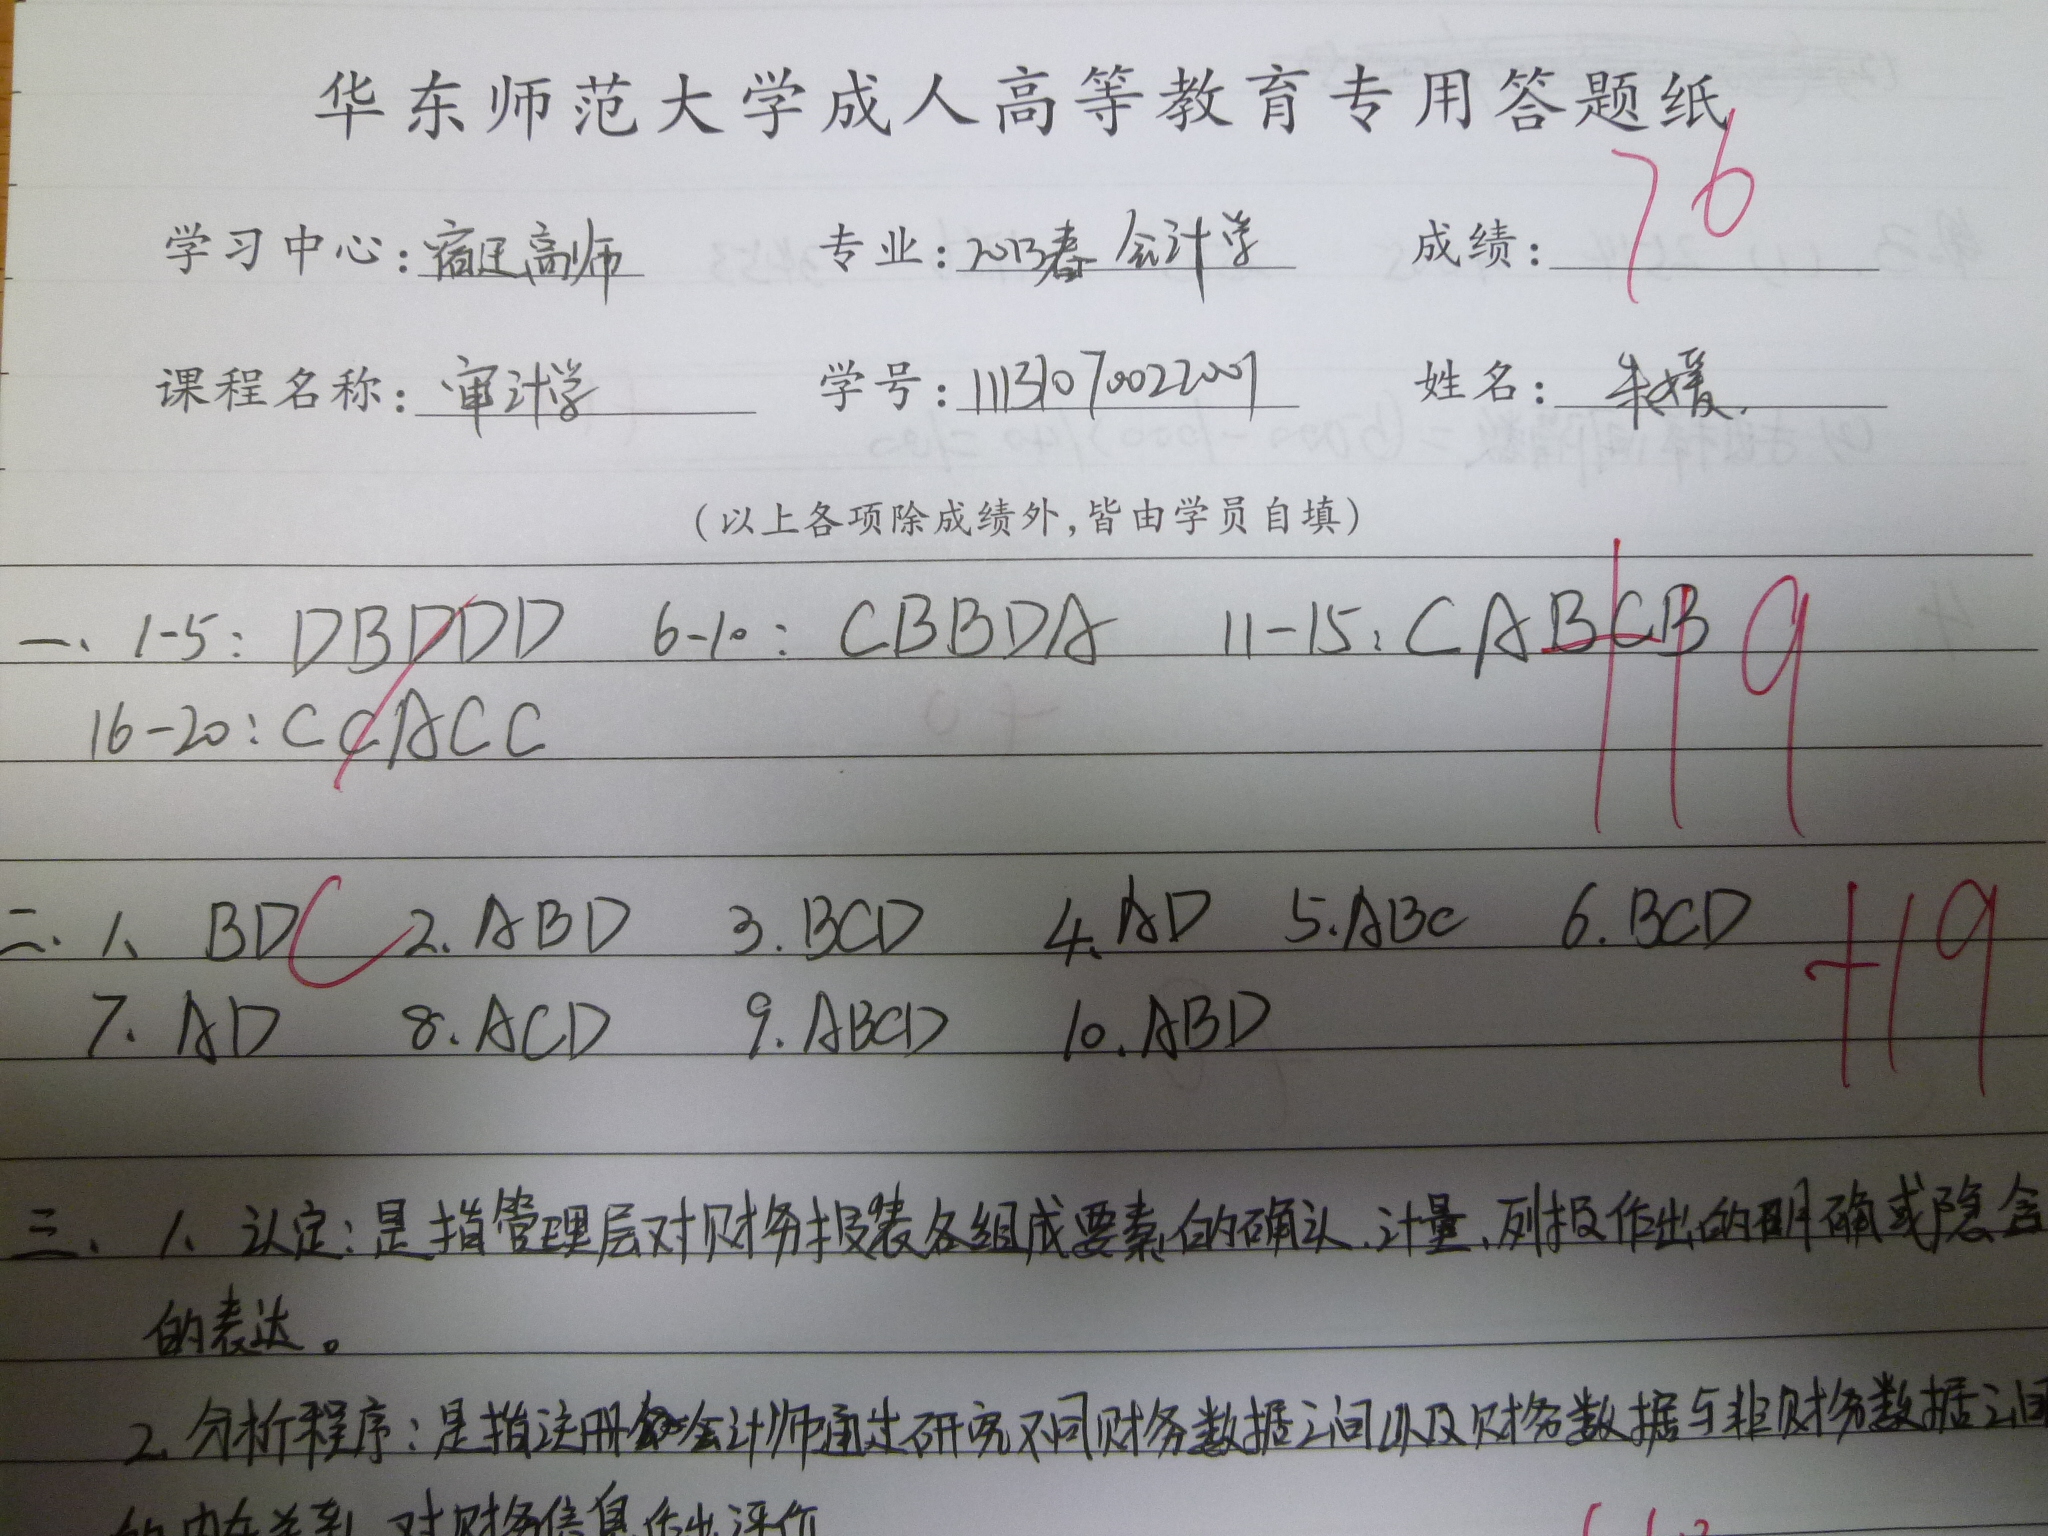 华东师范大学成人高等教育专用答题纸
76
学习中心：宿迁高师 专业：2013春 会计学 成绩：
课程名称：审计学 学号：1113107002200 姓名：朱媛
（以上各项除成绩外，皆由学员自填）
一、1-5：DBDDD 6-10：CBBDA 11-15：CABCB +19
16-20：CCACC
二、1、BD 2.ABD 3.BCD 4.AD 5.ABC 6.BCD +19
7.AD 8.ACD 9.ABCD 10.ABD
三、1、认定：是指管理层对财务报表各组成要素的确认、计量、列报作出的明确或隐含
的表达。
2.分析程序：是指注册会计师通过研究不同财务数据之间以及财务数据与非财务数据之间
的内在关系，对财务信息作出评价